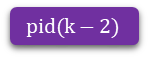 pid(k – 2)